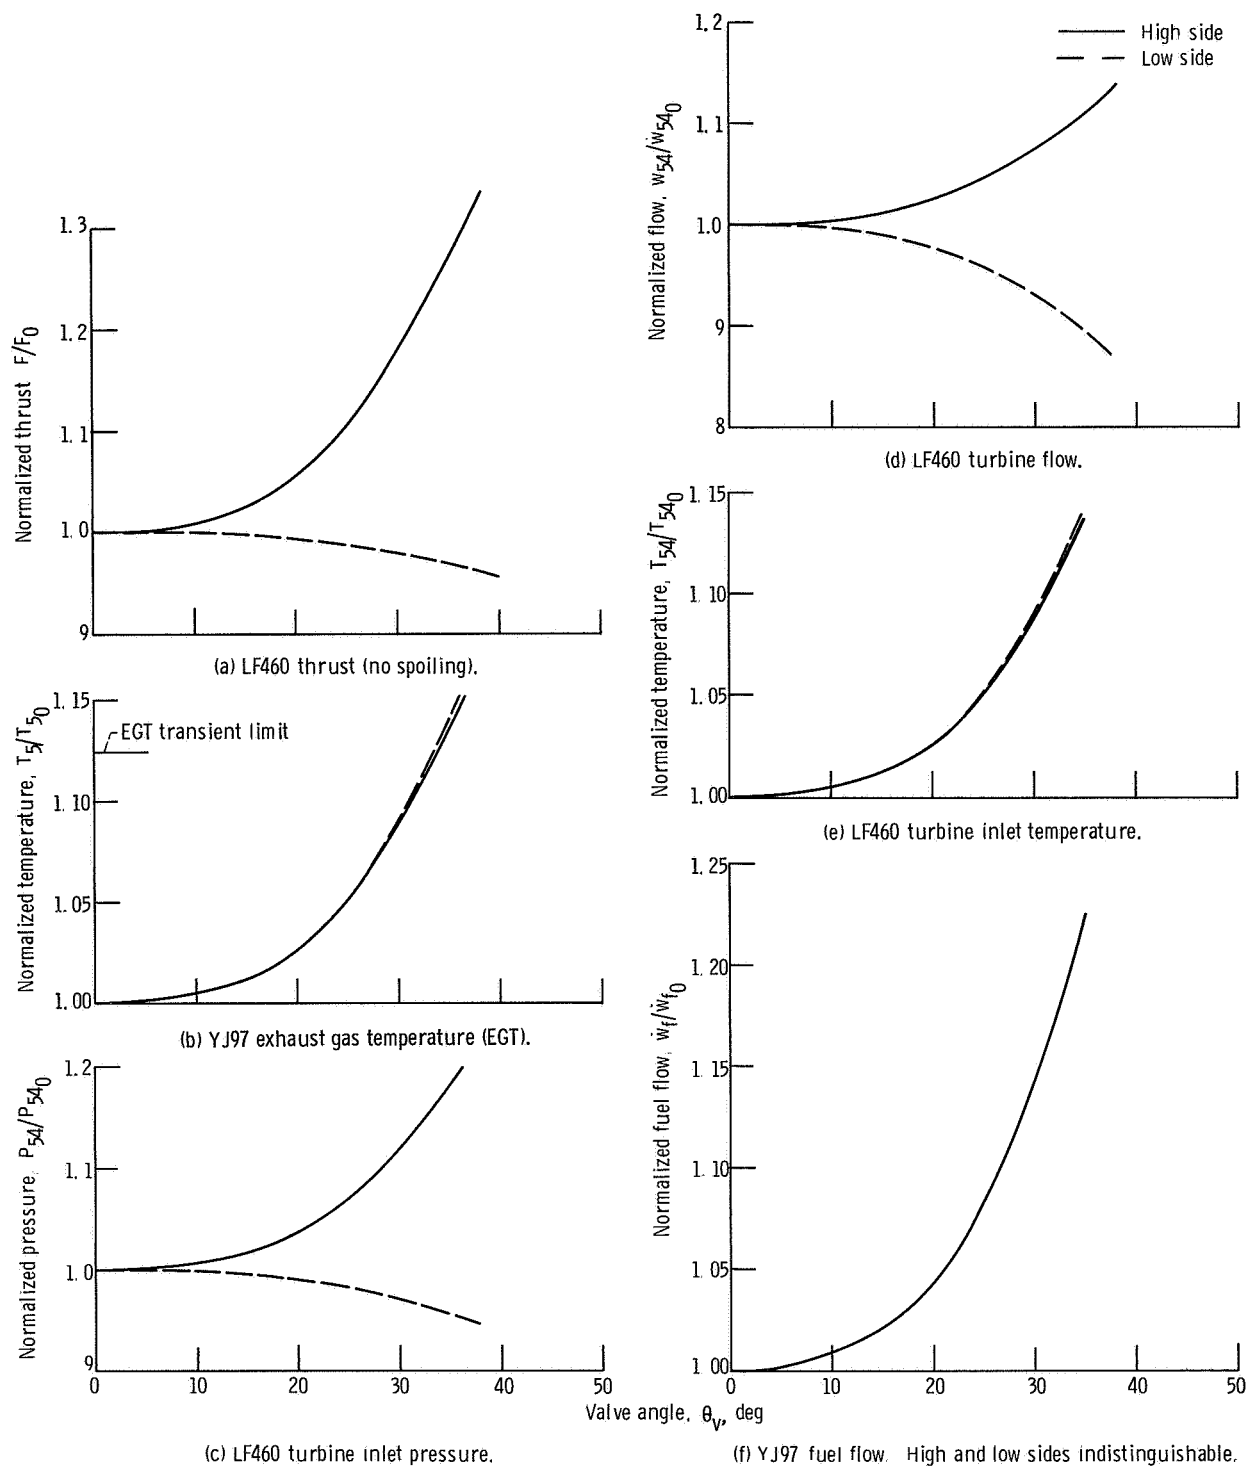 1.3
1.2
1.1
1.0
9
Normalized thrust F/F0
(a) LF460 thrust (no spoiling).
1.15
1.10
1.05
1.00
EGT transient limit
Normalized temperature, T5/T50
(b) YJ97 exhaust gas temperature (EGT).
1.2
1.1
1.0
9
Normalized pressure, P54/P540
0 10 20 30 40 50
(c) LF460 turbine inlet pressure.
High side
Low side
1.2
1.1
1.0
9
8
Normalized flow, w54/ẇ540
(d) LF460 turbine flow.
1.15
1.10
1.05
1.00
Normalized temperature, T54/T540
(e) LF460 turbine inlet temperature.
1.25
1.20
1.15
1.10
1.05
1 00
Normalized fuel flow, ẇf/ẇf0
0 10 20 30 40 50
Valve angle, θv, deg
(f) YJ97 fuel flow. High and low sides indistinguishable.